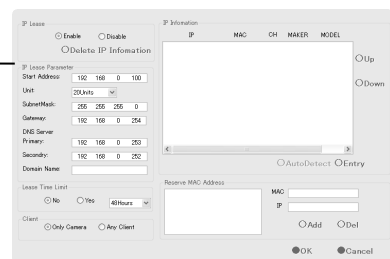 IP Lease
Enable Disable
Delete IP Infomation
IP Lease Parameter
Start Address: 192 168 0 100
Unit 20Units
SubnetMask: 255 255 255 0
Gateway: 192 168 0 254
DNS Server
Primary: 192 168 0 253
Secondry: 192 168 0 252
Domain Name:
Lease Time Limit
No Yes 48Hours
Client
Only Camera Any Client
IP Infomation
IP MAC CH MAKER MODEL
Up
Down
AutoDetect Entry
Reserve MAC Address
MAC
IP
Add Del
OK Cancel